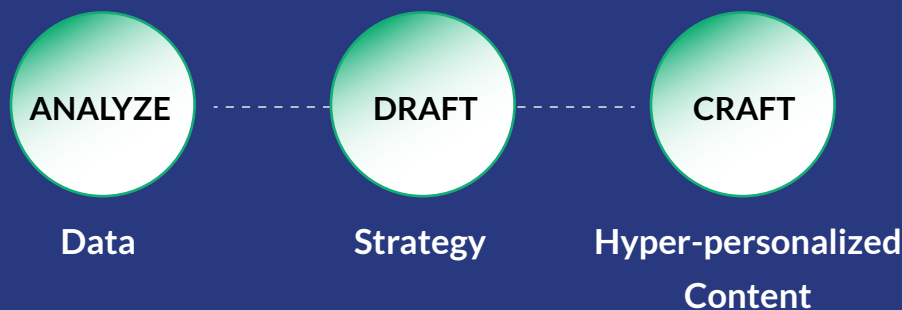 ANALYZE
DRAFT
CRAFT
Data
Strategy
Hyper-personalized
Content